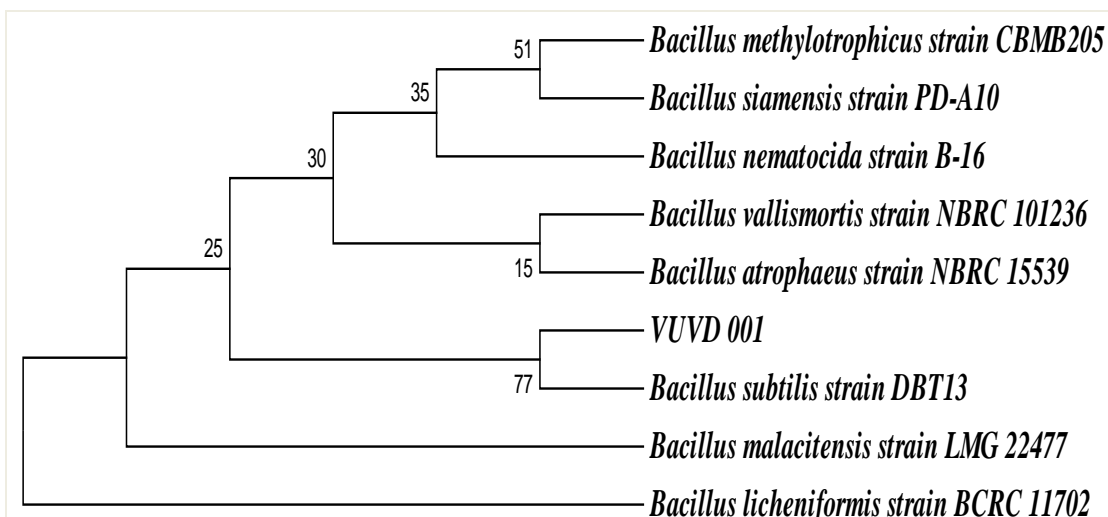 51
Bacillus methylotrophicus strain CBMB205
35
Bacillus siamensis strain PD-A10
30
Bacillus nematocida strain B-16
Bacillus vallismortis strain NBRC 101236
25
15
Bacillus atrophaeus strain NBRC 15539
VUVD 001
77
Bacillus subtilis strain DBT13
Bacillus malacitensis strain LMG 22477
Bacillus licheniformis strain BCRC 11702